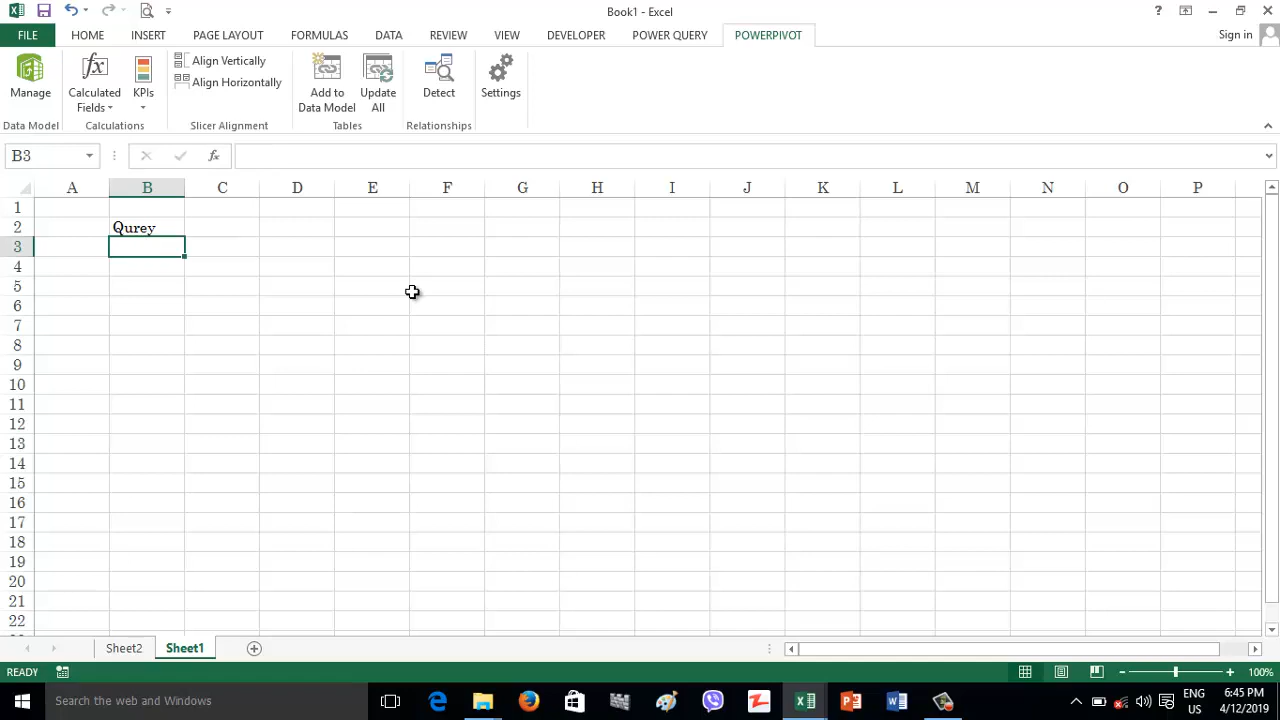 Book1 - Excel
?
FILE HOME INSERT PAGE LAYOUT FORMULAS DATA REVIEW VIEW DEVELOPER POWER QUERY POWERPIVOT Sign in
Manage
Calculated Fields
KPIs
Align Vertically
Align Horizontally
Add to Data Model
Update All
Detect
Settings
Data Model Calculations Slicer Alignment Tables Relationships
B3 fx
A B C D E F G H I J K L M N O P
1
2 Qurey
3
4
5
6
7
8
9
10
11
12
13
14
15
16
17
18
19
20
21
22
Sheet2 Sheet1
READY 100%
Search the web and Windows
ENG 6:45 PM
US 4/12/2019